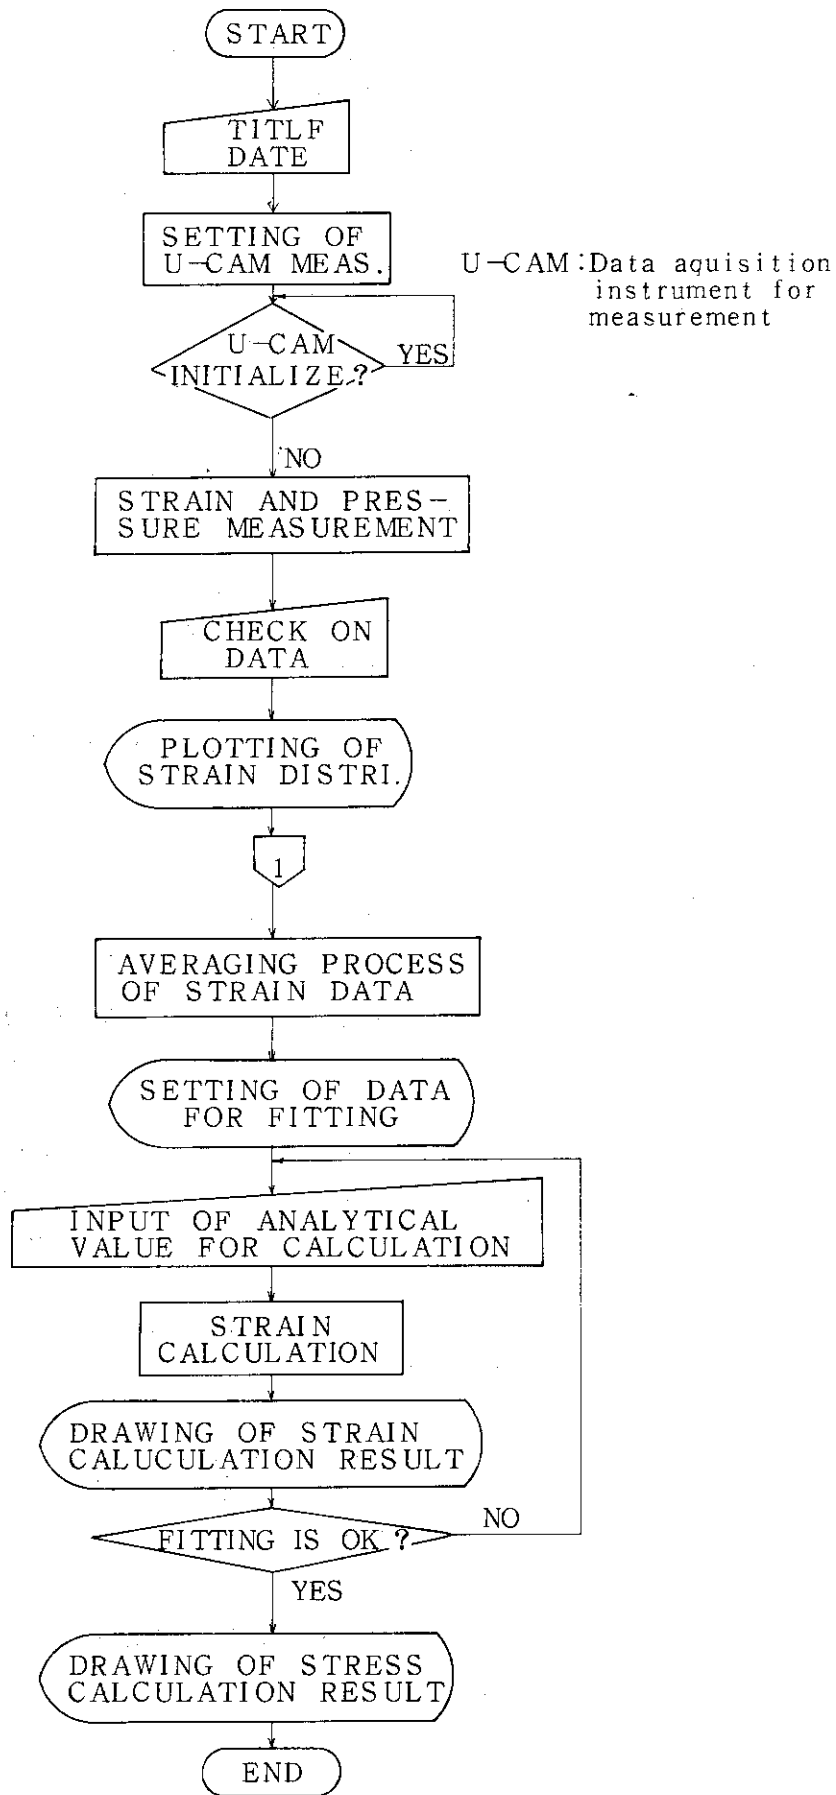 START
TITLF
DATE
SETTING OF
U-CAM MEAS.
U-CAM:Data aquisition
instrument for
measurement
U-CAM
INITIALIZE?
YES
NO
STRAIN AND PRES-
SURE MEASUREMENT
CHECK ON
DATA
PLOTTING OF
STRAIN DISTRI.
1
AVERAGING PROCESS
OF STRAIN DATA
SETTING OF DATA
FOR FITTING
INPUT OF ANALYTICAL
VALUE FOR CALCULATION
STRAIN
CALCULATION
DRAWING OF STRAIN
CALUCULATION RESULT
FITTING IS OK?
NO
YES
DRAWING OF STRESS
CALCULATION RESULT
END